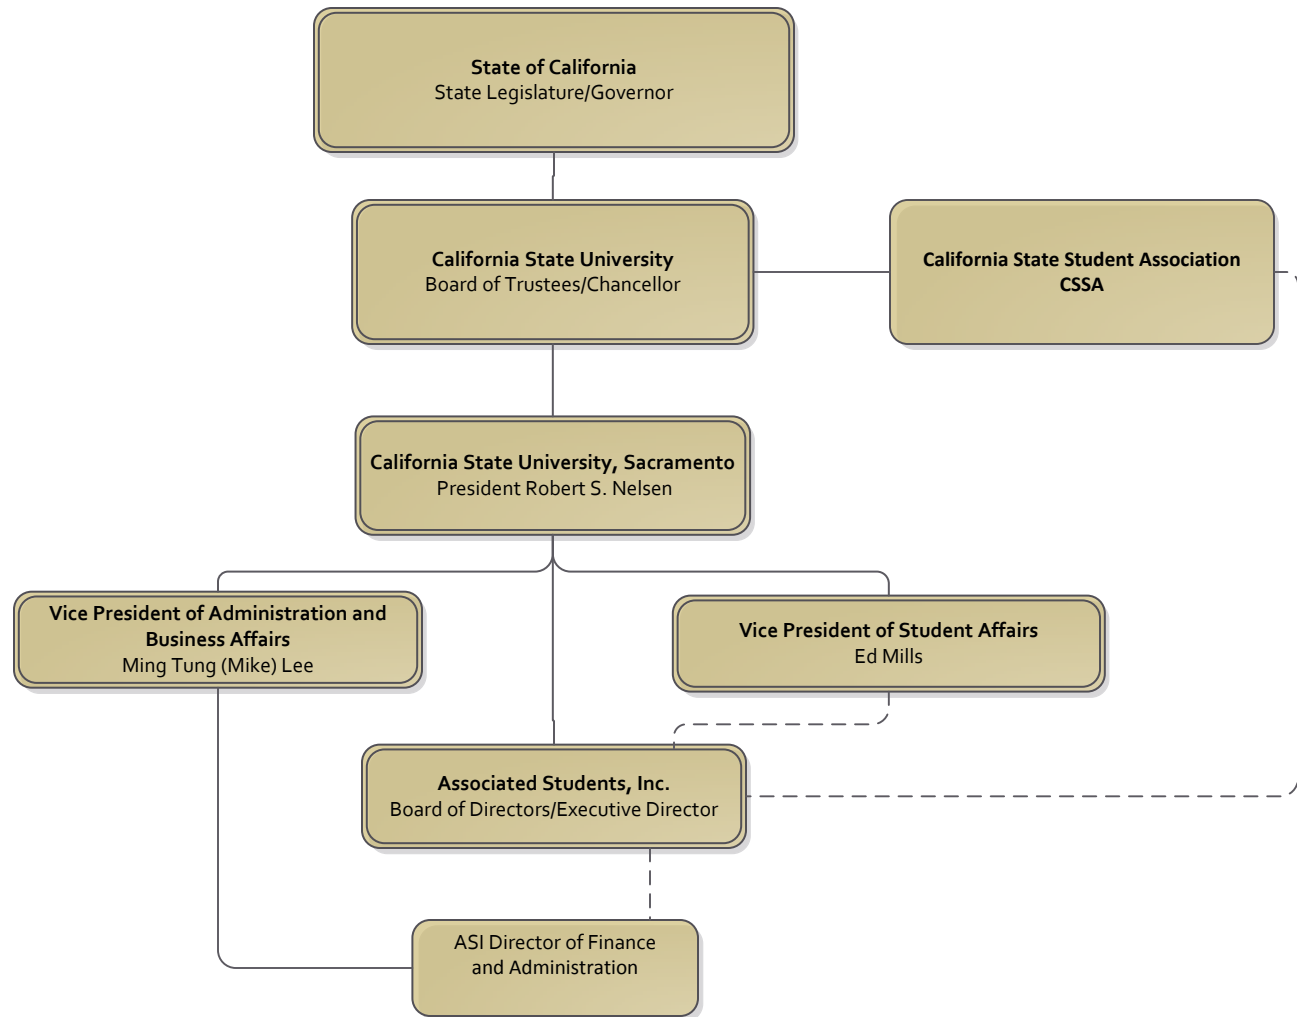 State of California
State Legislature/Governor
California State University
Board of Trustees/Chancellor
California State Student Association
CSSA
California State University, Sacramento
President Robert S. Nelsen
Vice President of Administration and
Business Affairs
Ming Tung (Mike) Lee
Vice President of Student Affairs
Ed Mills
Associated Students, Inc.
Board of Directors/Executive Director
ASI Director of Finance
and Administration